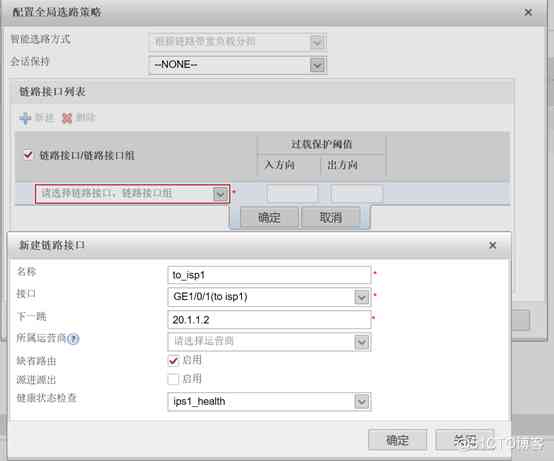 配置全局选路策略
智能选路方式 根据链路带宽负载分担
会话保持 --NONE--
链路接口列表
新建 删除
链路接口/链路接口组 过载保护阈值
入方向 出方向
请选择链路接口、链路接口组 *
确定 取消
新建链路接口
名称 to_isp1 *
接口 GE1/0/1(to isp1) *
下一跳 20.1.1.2 *
所属运营商 ? 请选择运营商
缺省路由 启用
源进源出 启用
健康状态检查 ips1_health
确定 关闭
@51CTO博客